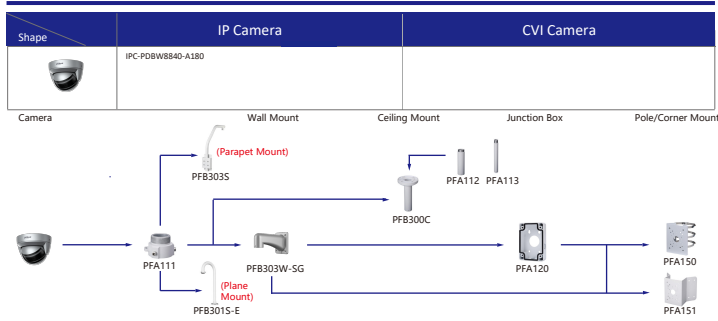 Shape
IP Camera
CVI Camera
IPC-PDBW8840-A180
Camera
Wall Mount
Ceiling Mount
Junction Box
Pole/Corner Mount
(Parapet Mount)
PFB303S
PFA112
PFA113
PFB300C
PFA111
PFB303W-SG
PFA120
PFA150
(Plane
Mount)
PFB301S-E
PFA151